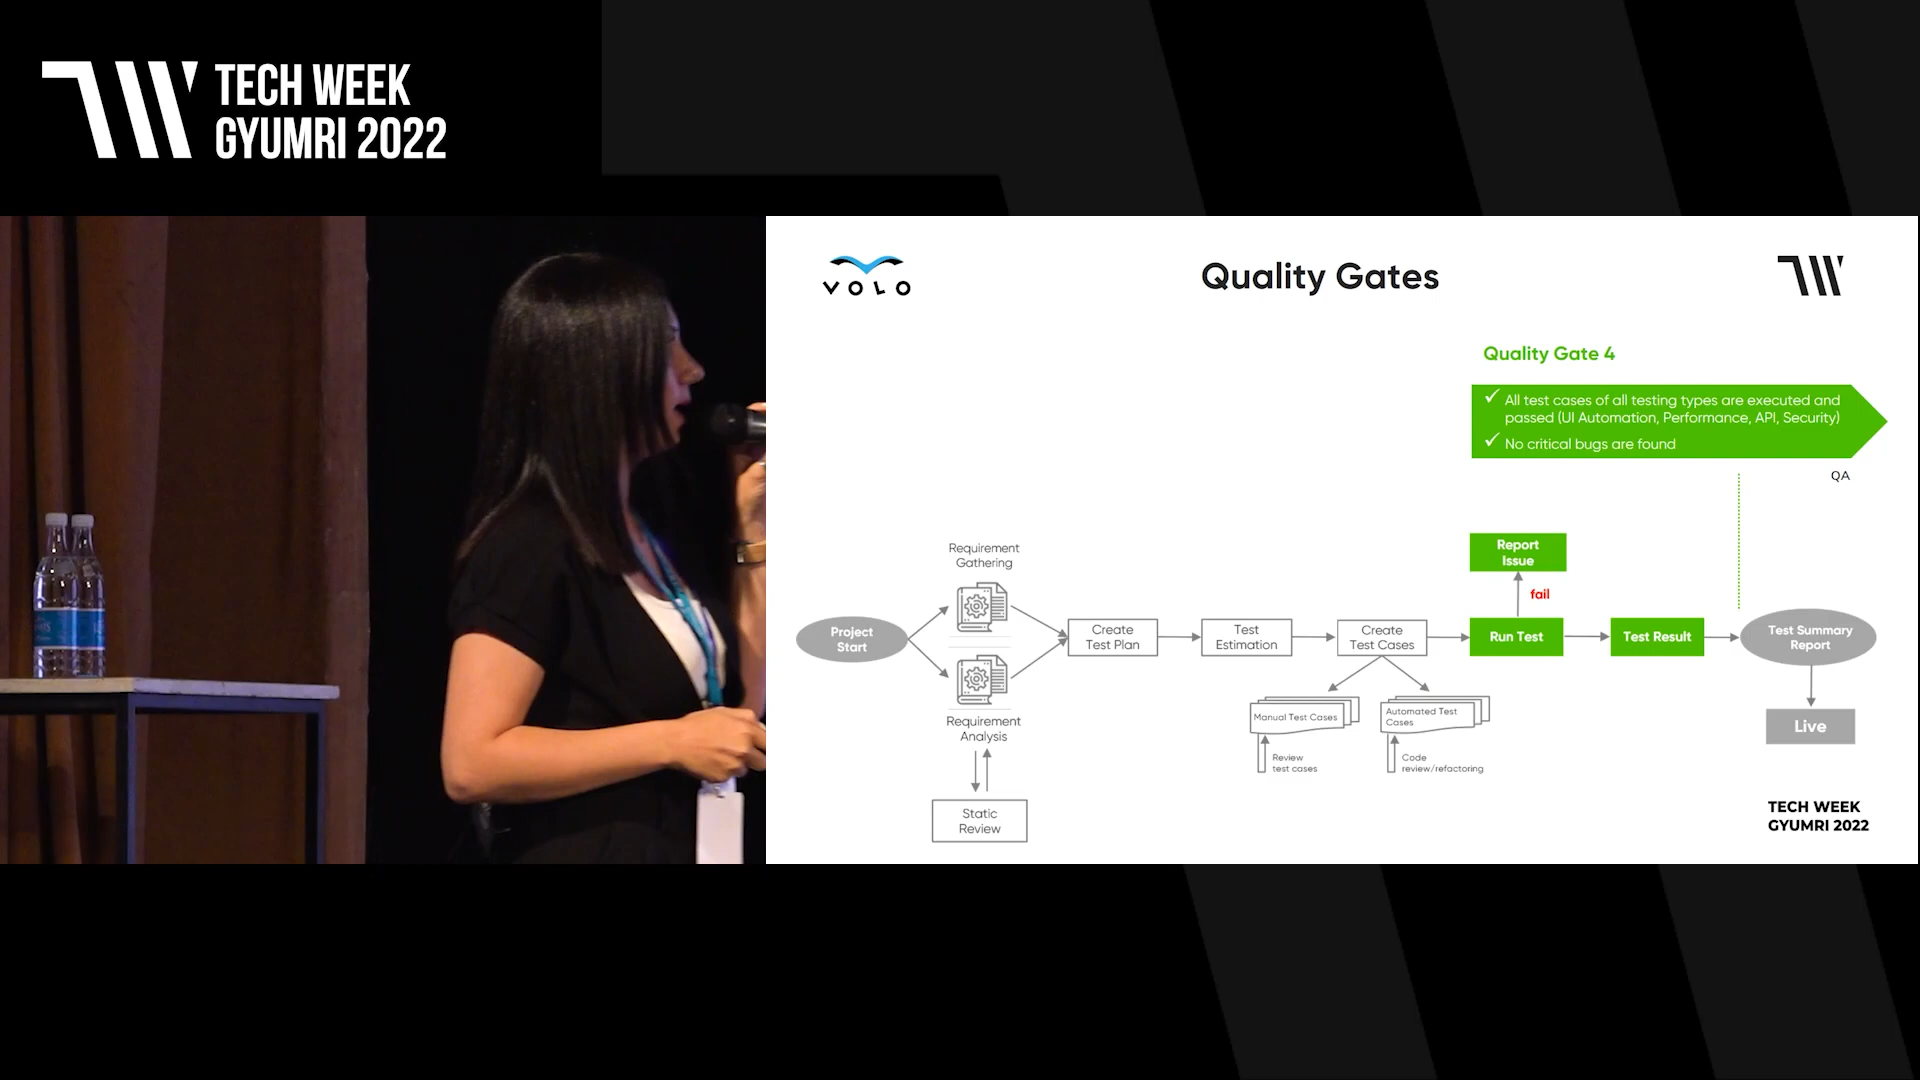 TECH WEEK
GYUMRI 2022
VOLO
Quality Gates
Quality Gate 4
All test cases of all testing types are executed and
passed (UI Automation, Performance, API, Security)
No critical bugs are found
QA
Report
Issue
fail
Requirement
Gathering
Project
Start
Create
Test Plan
Test
Estimation
Create
Test Cases
Run Test
Test Result
Test Summary
Report
Requirement
Analysis
Manual Test Cases
Automated Test
Cases
Live
Review
test cases
Code
review/refactoring
Static
Review
TECH WEEK
GYUMRI 2022